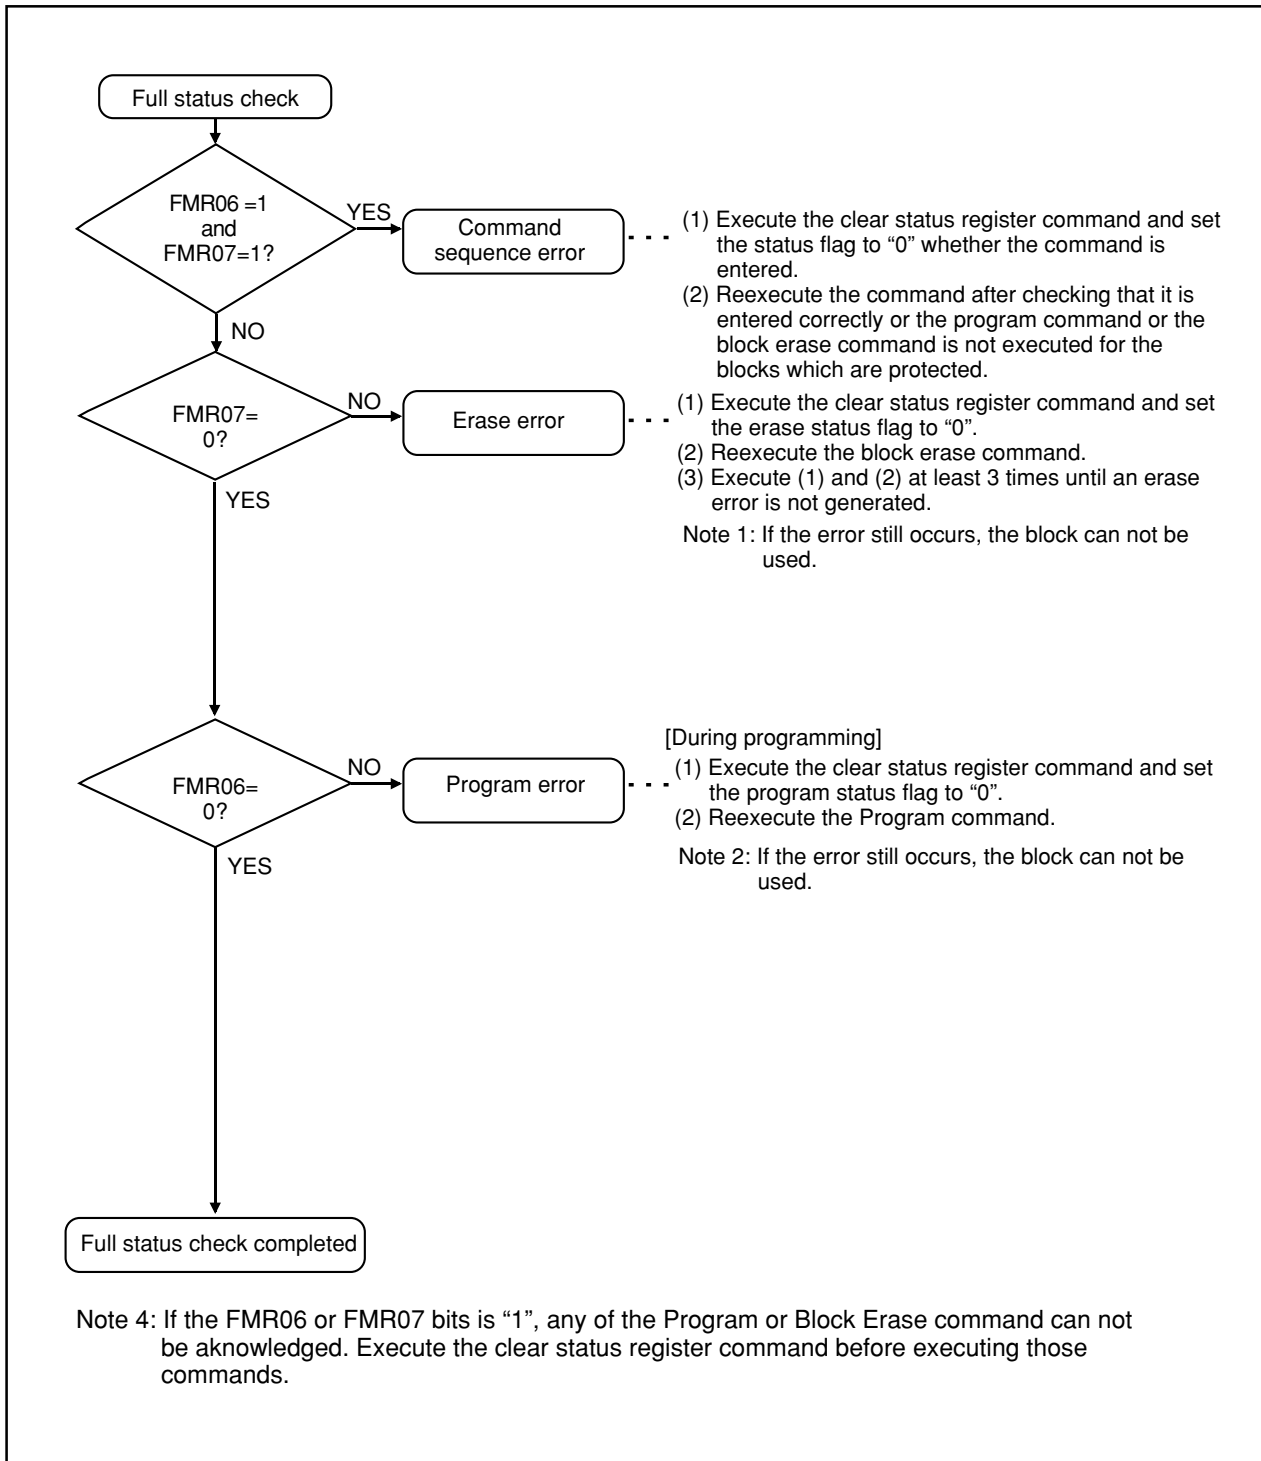 Full status check
FMR06 =1
and
FMR07=1?
YES
Command
sequence error
(1) Execute the clear status register command and set
the status flag to “0” whether the command is
entered.
(2) Reexecute the command after checking that it is
entered correctly or the program command or the
block erase command is not executed for the
blocks which are protected.
NO
FMR07=
0?
NO
Erase error
(1) Execute the clear status register command and set
the erase status flag to “0”.
(2) Reexecute the block erase command.
(3) Execute (1) and (2) at least 3 times until an erase
error is not generated.
Note 1: If the error still occurs, the block can not be
used.
YES
FMR06=
0?
NO
Program error
[During programming]
(1) Execute the clear status register command and set
the program status flag to “0”.
(2) Reexecute the Program command.
Note 2: If the error still occurs, the block can not be
used.
YES
Full status check completed
Note 4: If the FMR06 or FMR07 bits is “1”, any of the Program or Block Erase command can not
be aknowledged. Execute the clear status register command before executing those
commands.